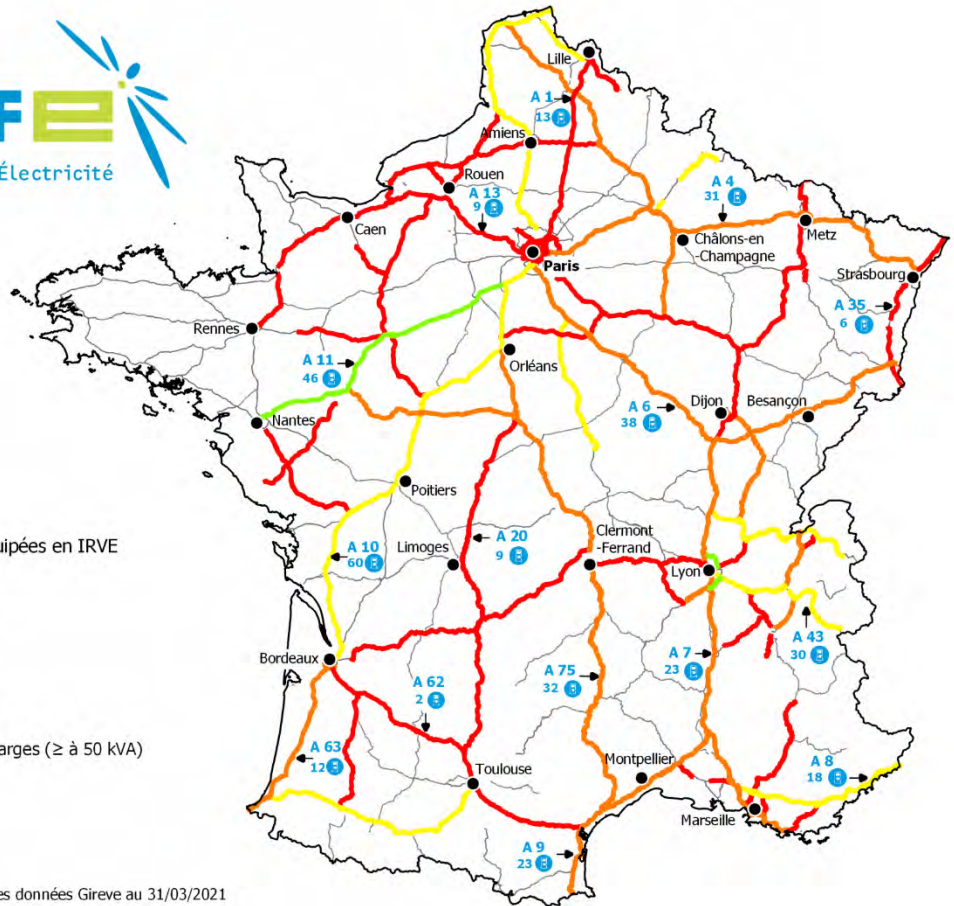 FE
Électricité
Lille
A 1
13
Amiens
Rouen
A 13
9
A 4
31
Caen
Metz
Châlons-en
-Champagne
Paris
Strasbourg
A 35
6
Rennes
A 11
46
Orléans
Nantes
A 6
38
Dijon
Besançon
Poitiers
uipées en IRVE
A 10
60
Limoges
A 20
9
Clermont
-Ferrand
Lyon
A 43
30
Bordeaux
A 62
2
A 75
32
A 7
23
arges (≥ à 50 kVA)
A 63
12
Toulouse
Montpellier
A 8
18
Marseille
A 9
23
es données Gireve au 31/03/2021